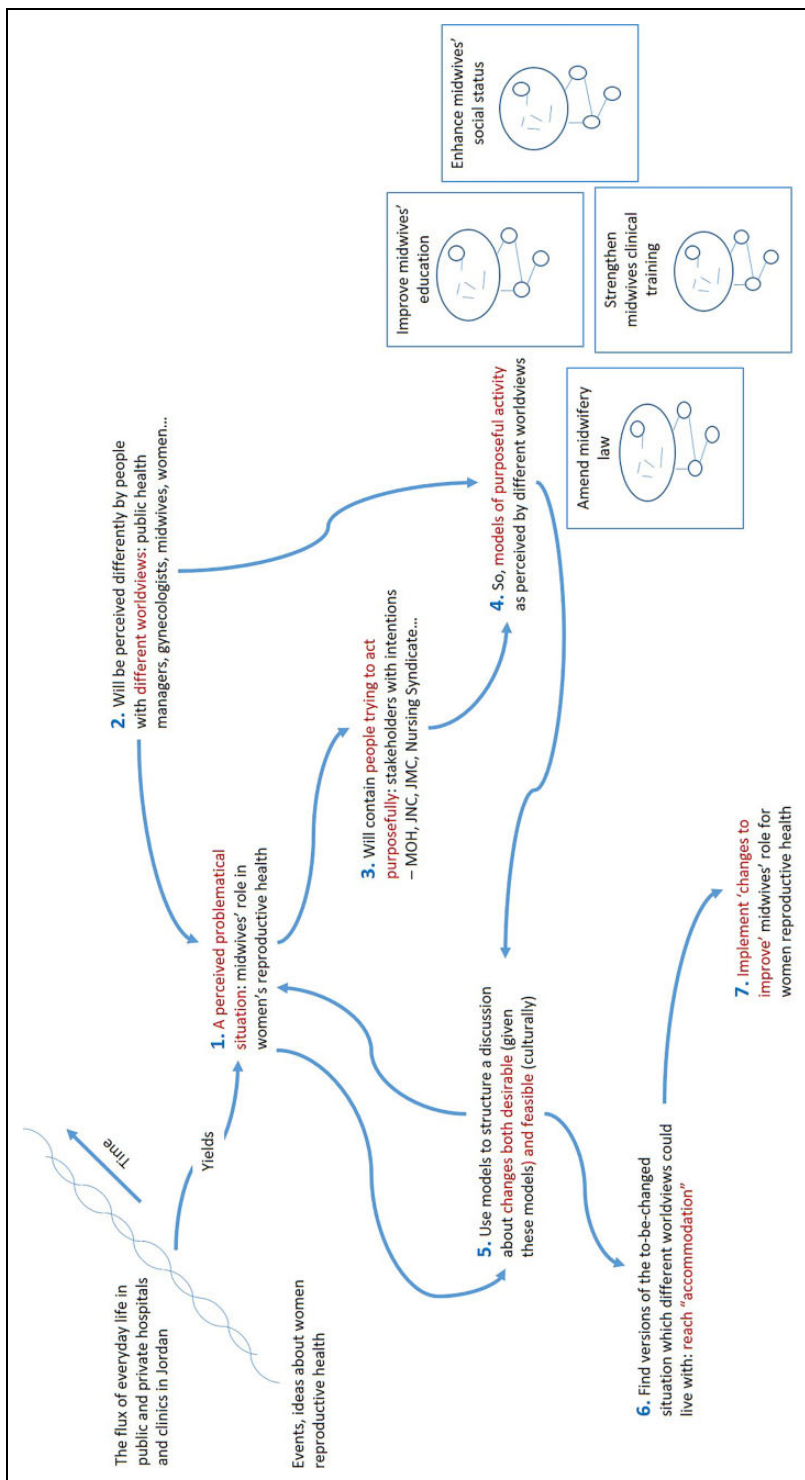 The flux of everyday life in
public and private hospitals
and clinics in Jordan
Events, ideas about women
reproductive health
Time
Yields
1. A perceived problematical
situation: midwives’ role in
women’s reproductive health
2. Will be perceived differently by people
with different worldviews: public health
managers, gynecologists, midwives, women...
3. Will contain people trying to act
purposefully: stakeholders with intentions
– MOH, JNC, JMC, Nursing Syndicate...
4. So, models of purposeful activity
as perceived by different worldviews
Improve midwives’
education
Enhance midwives’
social status
Amend midwifery
law
Strengthen
midwives clinical
training
5. Use models to structure a discussion
about changes both desirable (given
these models) and feasible (culturally)
6. Find versions of the to-be-changed
situation which different worldviews could
live with: reach “accommodation”
7. Implement ‘changes to
improve’ midwives’ role for
women reproductive health